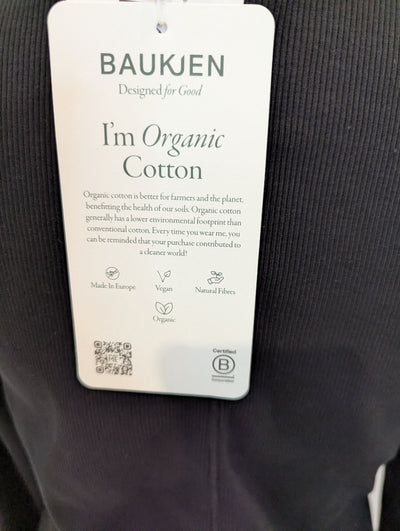 BAUKJEN
Designed for Good
I'm Organic
Cotton
Organic cotton is better for farmers and the planet,
benefitting the health of our soils. Organic cotton
generally has a lower environmental footprint than
conventional cotton. Every time you wear me, you
can be reminded that your purchase contributed to
a cleaner world!
Made In Europe
Vegan
Natural Fibres
Organic
Certified
B